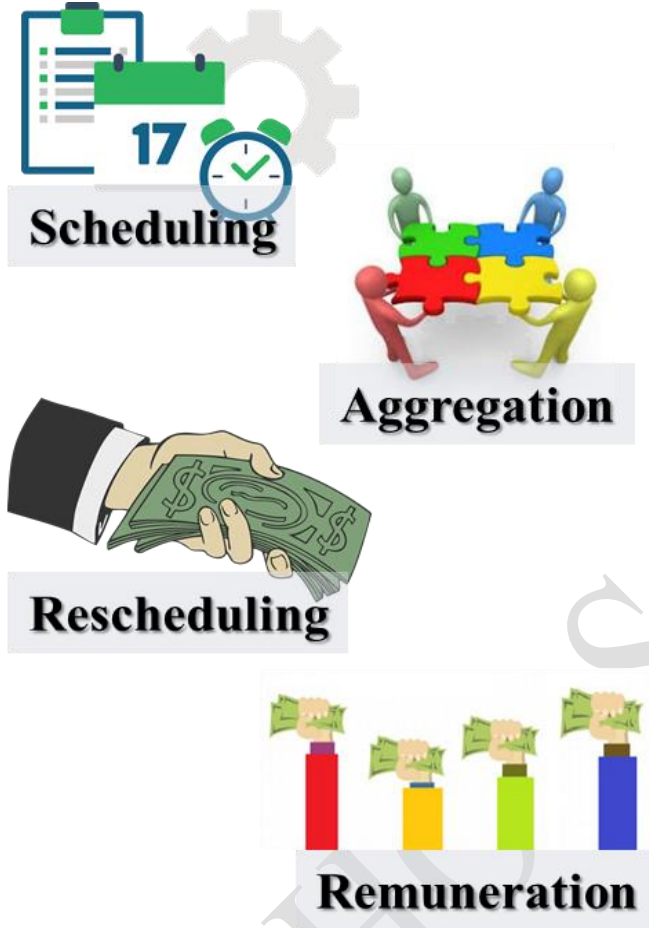 17
Scheduling
Aggregation
$ $
Rescheduling
Remuneration